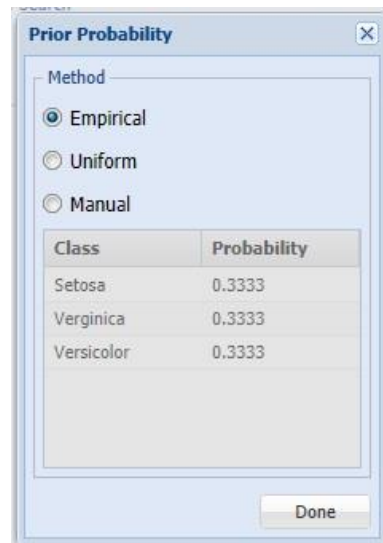 Prior Probability
Method
Empirical
Uniform
Manual
Class Probability
Setosa 0.3333
Verginica 0.3333
Versicolor 0.3333
Done